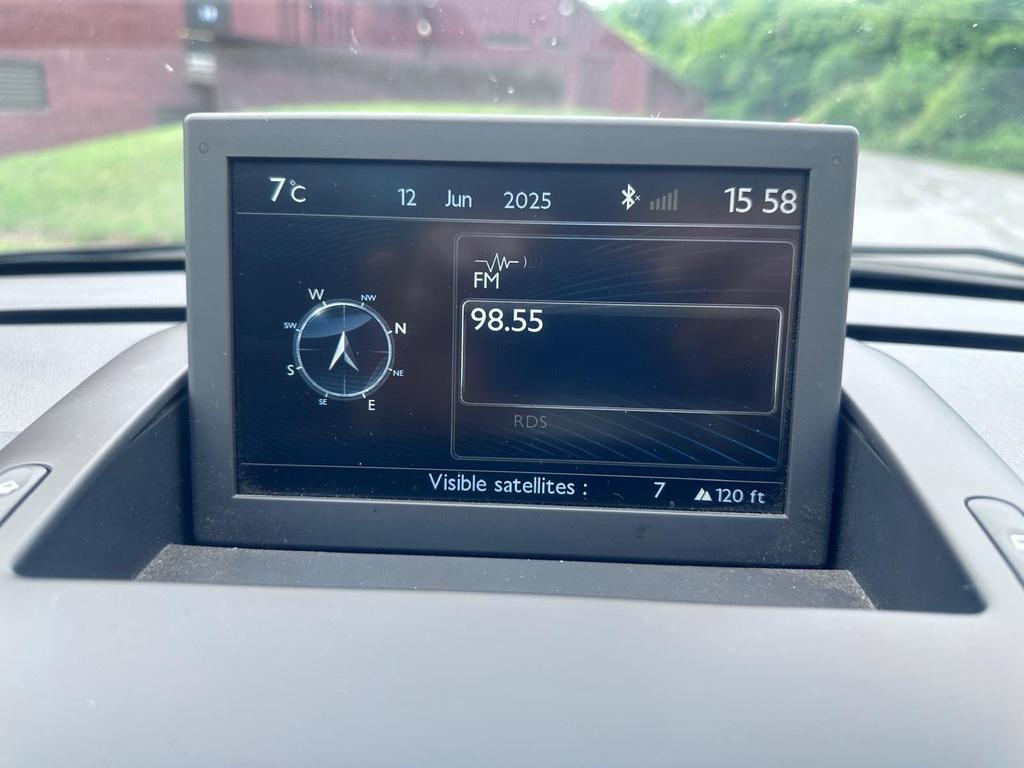 7°C 12 Jun 2025 15 58
FM
98.55
RDS
W
NW
N
NE
E
SE
S
SW
Visible satellites : 7 120 ft